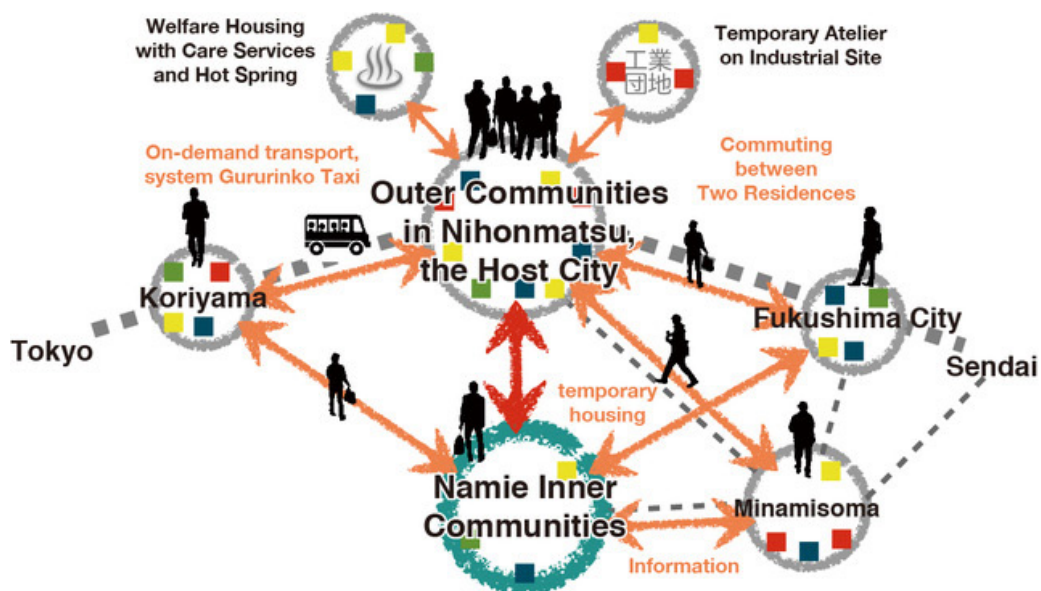 Welfare Housing
with Care Services
and Hot Spring
工業
団地
Temporary Atelier
on Industrial Site
On-demand transport,
system Gururinko Taxi
Commuting
between
Two Residences
Outer Communities
in Nihonmatsu,
the Host City
Koriyama
Fukushima City
Tokyo
Sendai
temporary
housing
Namie Inner
Communities
Minamisoma
Information